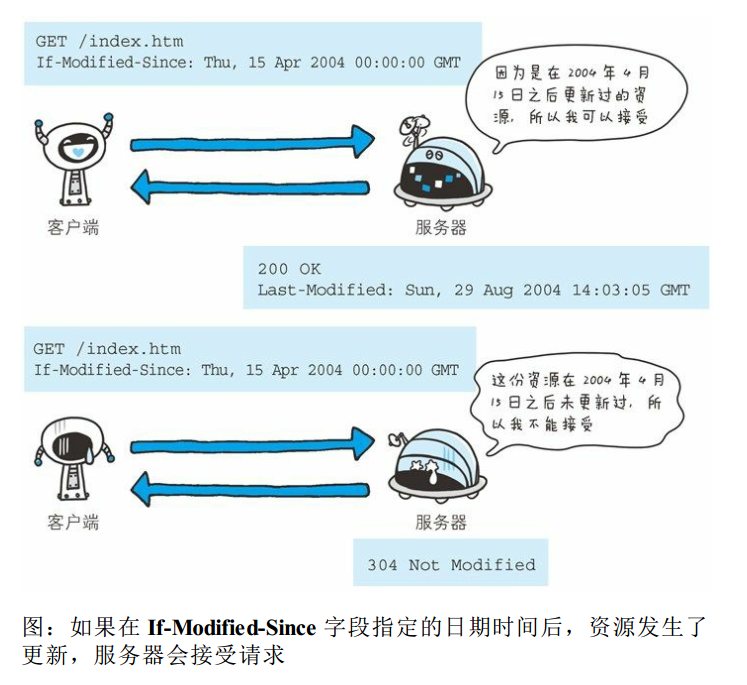 GET /index.htm
If-Modified-Since: Thu, 15 Apr 2004 00:00:00 GMT
因为是在 2004 年 4 月
15 日之后更新过的资
源，所以我可以接受
客户端
服务器
200 OK
Last-Modified: Sun, 29 Aug 2004 14:03:05 GMT
GET /index.htm
If-Modified-Since: Thu, 15 Apr 2004 00:00:00 GMT
这份资源在 2004 年 4 月
15 日之后未更新过，所
以我不能接受
客户端
服务器
304 Not Modified
图：如果在 If-Modified-Since 字段指定的日期时间后，资源发生了
更新，服务器会接受请求